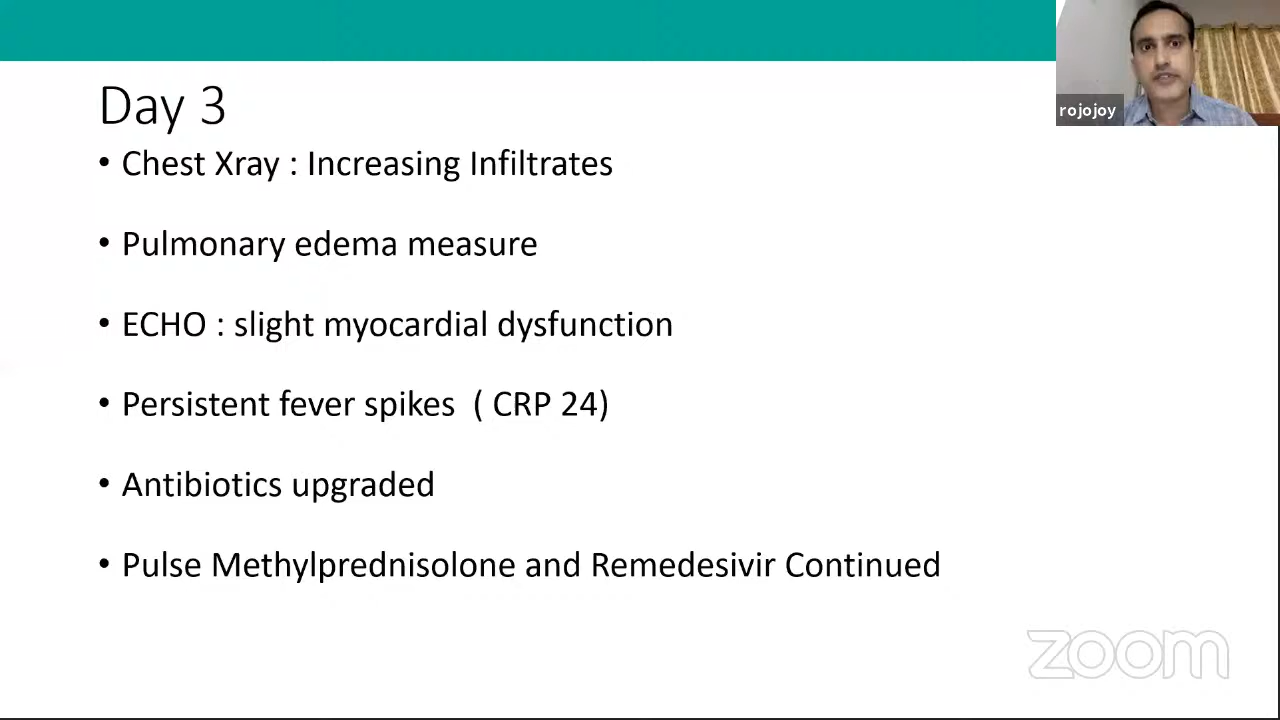 Day 3
• Chest Xray : Increasing Infiltrates
• Pulmonary edema measure
• ECHO : slight myocardial dysfunction
• Persistent fever spikes ( CRP 24)
• Antibiotics upgraded
• Pulse Methylprednisolone and Remedesivir Continued
rojojoy
zoom